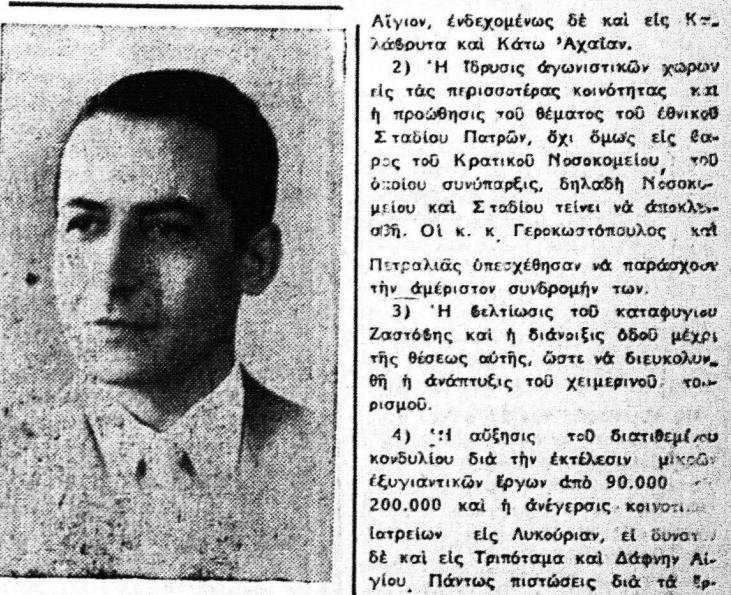 Αἴγιον, ἐνδεχομένως δὲ καὶ εἰς Κα-
λάβρυτα καὶ Κάτω Ἀχαΐαν.
2) Ἡ ἵδρυσις ἀγωνιστικῶν χώρων
εἰς τὰς περισσοτέρας κοινότητας καὶ
ἡ προώθησις τοῦ θέματος τοῦ ἐθνικοῦ
Σταδίου Πατρῶν, ὄχι ὅμως εἰς βα-
ρος τοῦ Κρατικοῦ Νοσοκομείου, τοῦ
ὁποίου συνύπαρξις, δηλαδὴ Νοσοκο-
μείου καὶ Σταδίου τείνει νὰ ἀποκλει-
σθῆ. Οἱ κ. κ. Γεροκωστόπουλος καὶ
Πετραλιᾶς ὑπεσχέθησαν νὰ παράσχουν
τὴν ἀμέριστον συνδρομήν των.
3) Ἡ βελτίωσις τοῦ καταφυγίου
Ζαστόβης καὶ ἡ διάνοιξις ὁδοῦ μέχρι
τῆς θέσεως αὐτῆς, ὥστε νὰ διευκολυν-
θῆ ἡ ἀνάπτυξις τοῦ χειμερινοῦ του-
ρισμοῦ.
4) Ἡ αὔξησις τοῦ διατιθεμένου
κονδυλίου διὰ τὴν ἐκτέλεσιν μικρῶν
ἐξυγιαντικῶν ἔργων ἀπὸ 90.000
200.000 καὶ ἡ ἀνέγερσις
ἰατρείων εἰς Λυκούριαν, εἰ
δὲ καὶ εἰς Τριπόταμα καὶ Δάφνην Αἰ-
γίου. Πάντως πιστώσεις διὰ τὰ ἔρ-